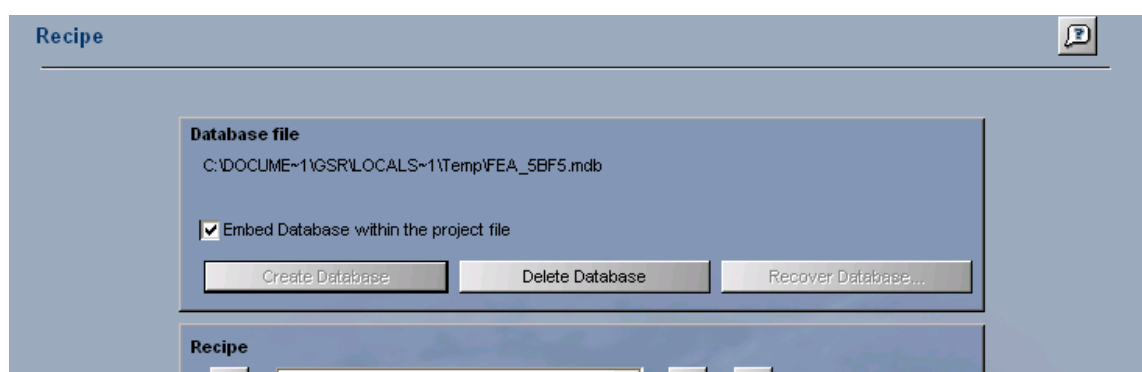 Recipe
Database file
C:\DOCUME~1\GSR\LOCALS~1\Temp\FEA_5BF5.mdb
Embed Database within the project file
Create Database Delete Database Recover Database...
Recipe